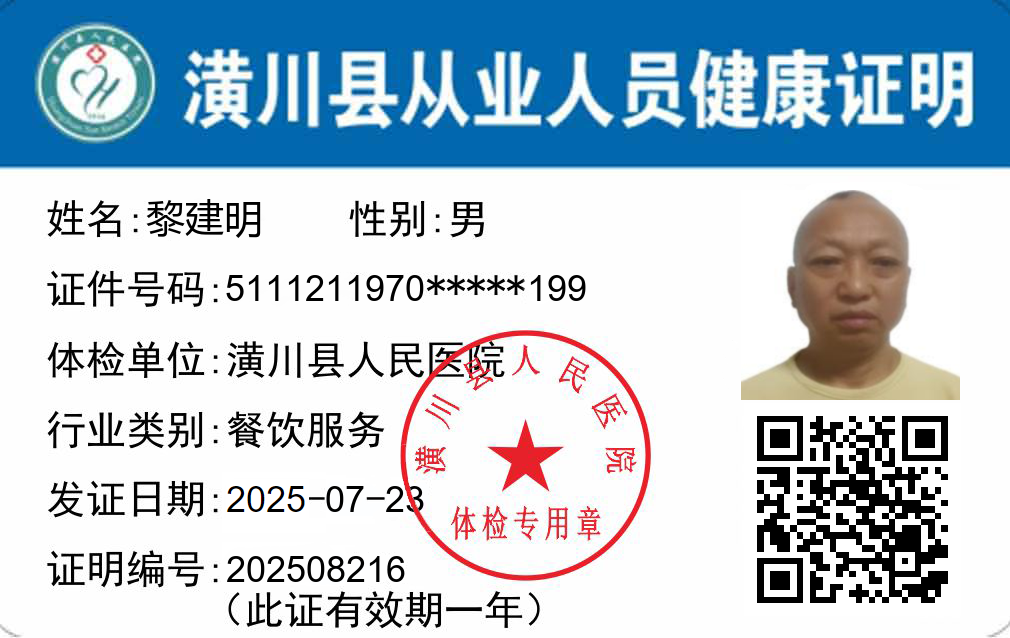 潢川县从业人员健康证明
姓名:黎建明 性别:男
证件号码:5111211970*****199
体检单位:潢川县人民医院
行业类别:餐饮服务
发证日期:2025-07-23
证明编号:202508216
（此证有效期一年）
潢川县人民医院
体检专用章